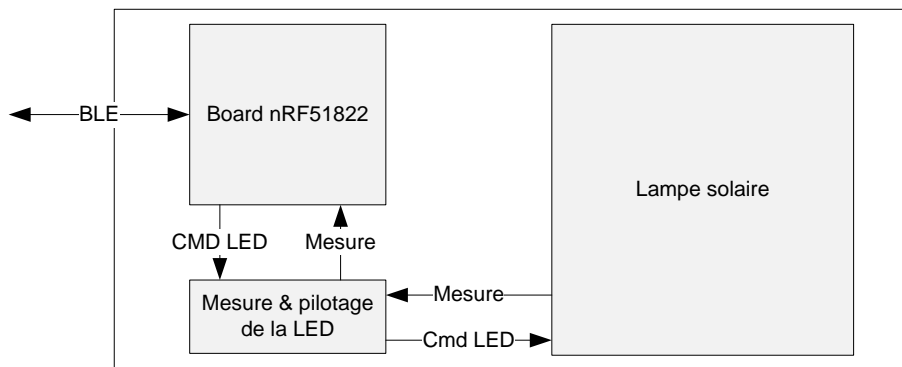 BLE
Board nRF51822
Lampe solaire
CMD LED
Mesure
Mesure & pilotage
de la LED
Mesure
Cmd LED